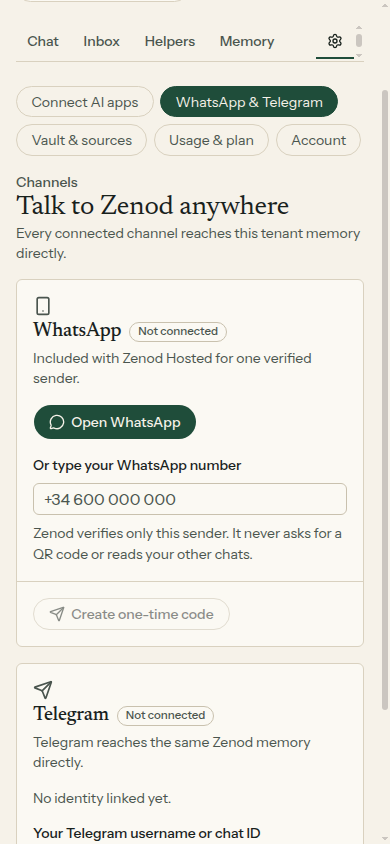 Chat Inbox Helpers Memory
Connect AI apps WhatsApp & Telegram
Vault & sources Usage & plan Account
Channels
Talk to Zenod anywhere
Every connected channel reaches this tenant memory
directly.
WhatsApp Not connected
Included with Zenod Hosted for one verified
sender.
Open WhatsApp
Or type your WhatsApp number
+34 600 000 000
Zenod verifies only this sender. It never asks for a
QR code or reads your other chats.
Create one-time code
Telegram Not connected
Telegram reaches the same Zenod memory
directly.
No identity linked yet.
Your Telegram username or chat ID